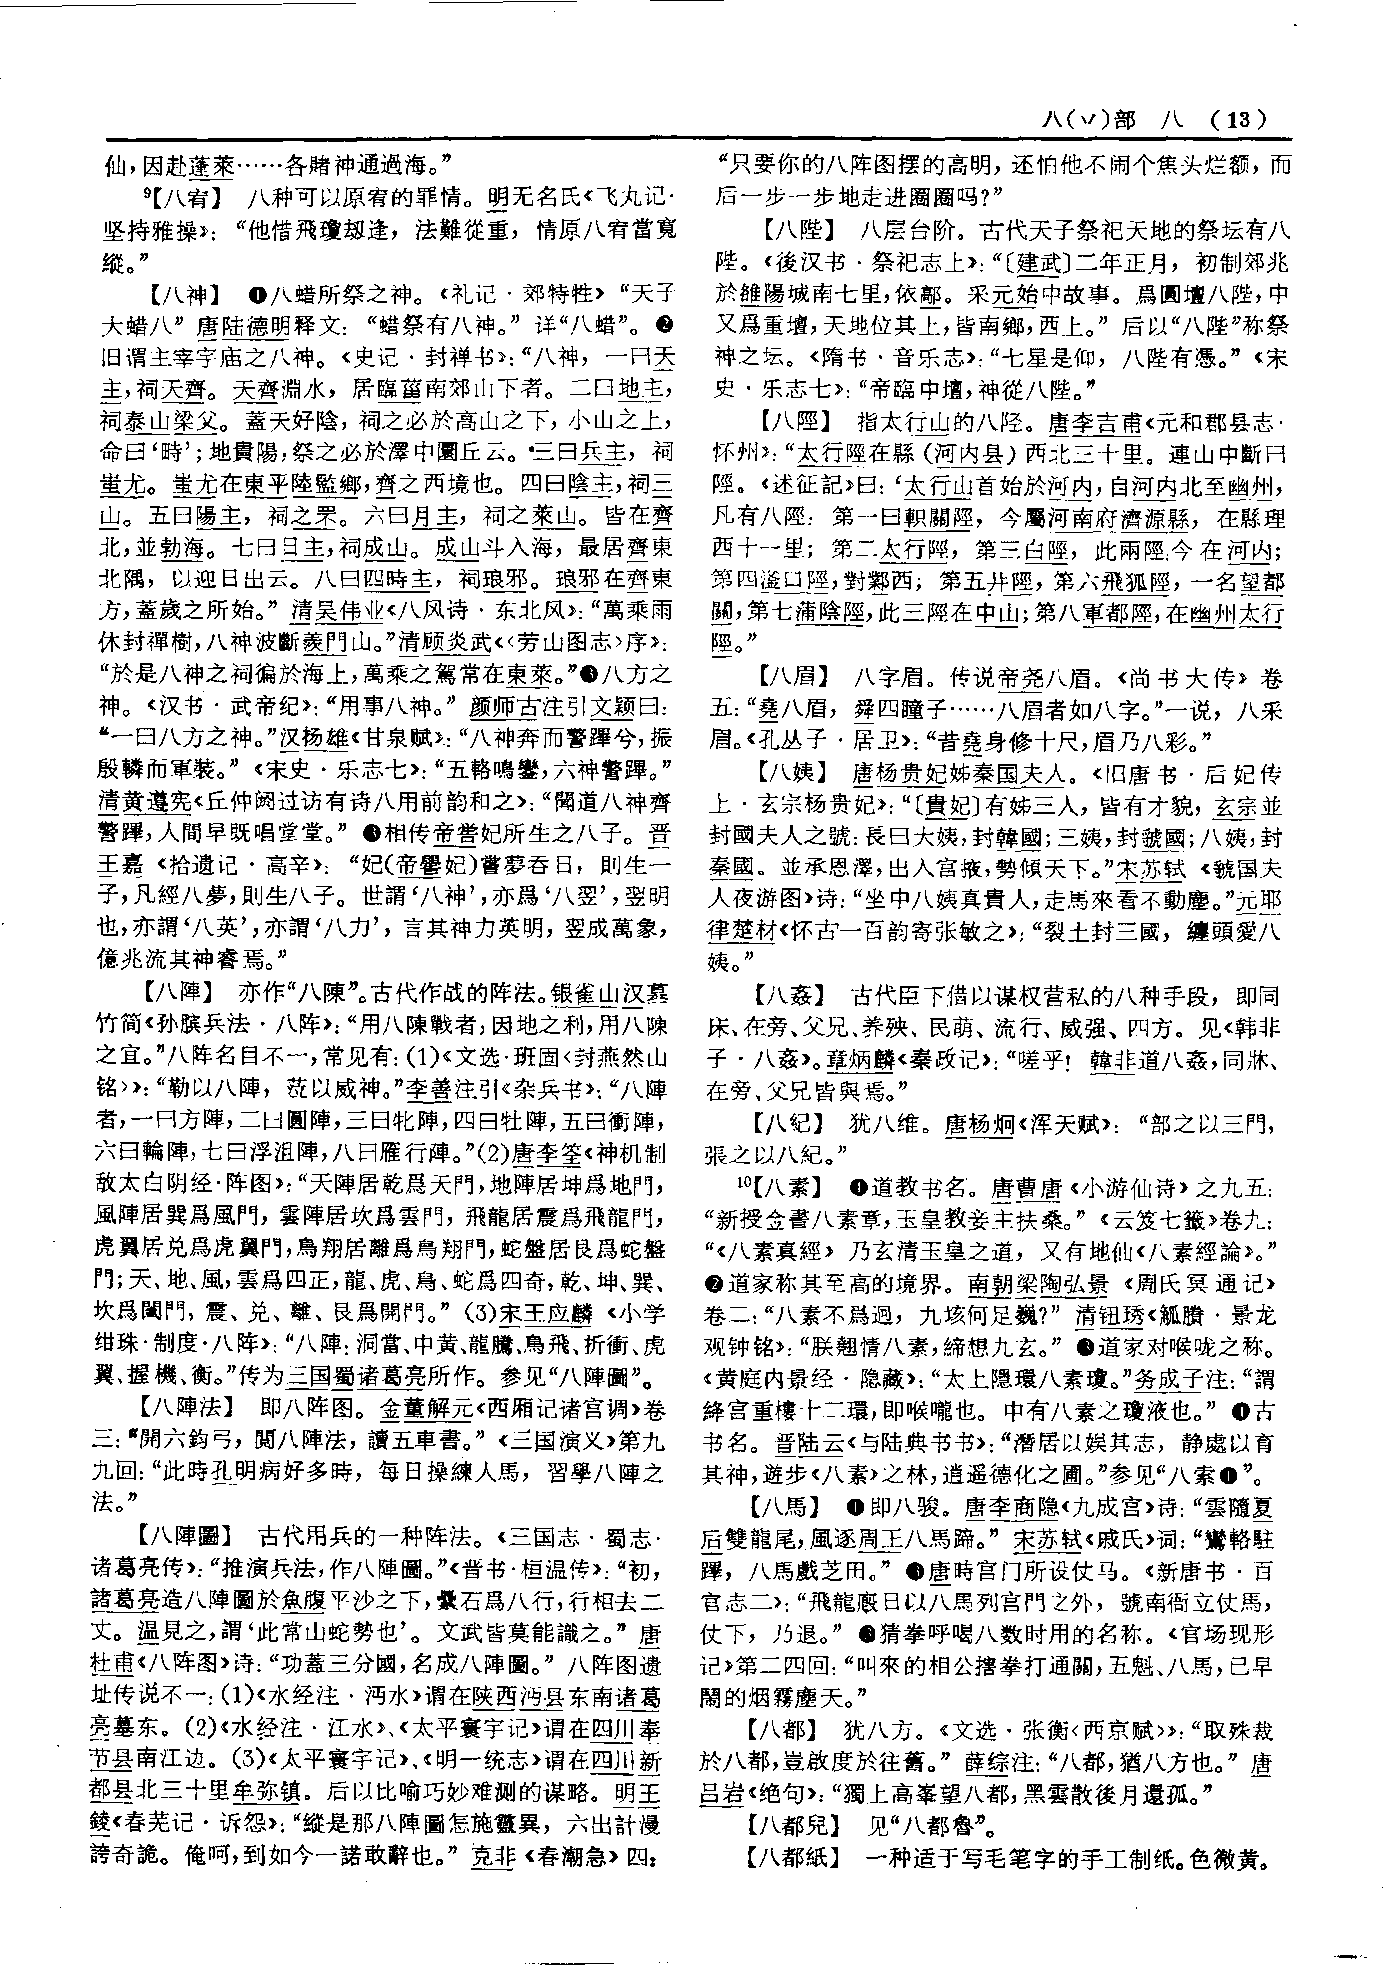 八(丷)部　八　(13)
仙,因赴蓬萊……各賭神通過海。”
⁹【八宥】　八种可以原宥的罪情。明无名氏《飞丸记·
坚持雅操》：“他惜飛瓊刼逢，法難從重，情原八宥當寬
縱。”
【八神】　❶八蜡所祭之神。《礼记·郊特牲》“天子
大蜡八”唐陆德明释文：“蜡祭有八神。”详“八蜡”。❷
旧谓主宰宇庙之八神。《史记·封禅书》：“八神，一曰天
主,祠天齊。天齊淵水，居臨菑南郊山下者。二曰地主，
祠泰山梁父。蓋天好陰，祠之必於高山之下，小山之上，
命曰‘畤’；地貴陽,祭之必於澤中圜丘云。三曰兵主，祠
蚩尤。蚩尤在東平陸監鄉,齊之西境也。四曰陰主,祠三
山。五曰陽主，祠之罘。六曰月主，祠之萊山。皆在齊
北,並勃海。七曰日主,祠成山。成山斗入海，最居齊東
北隅，以迎日出云。八曰四時主，祠琅邪。琅邪在齊東
方,蓋歲之所始。”清吴伟业《八风诗·东北风》：“萬乘雨
休封禪樹,八神波斷羨門山。”清顾炎武《〈劳山图志〉序》：
“於是八神之祠徧於海上,萬乘之駕常在東萊。”❸八方之
神。《汉书·武帝纪》：“用事八神。”颜师古注引文颖曰：
“一曰八方之神。”汉杨雄《甘泉赋》：“八神奔而警蹕兮,振
殷轔而軍裝。”《宋史·乐志七》：“五輅鳴鑾,六神警蹕。”
清黄遵宪《丘仲阏过访有诗八用前韵和之》：“聞道八神齊
警蹕,人間早既唱堂堂。”❸相传帝喾妃所生之八子。晋
王嘉《拾遗记·高辛》：“妃(帝嚳妃)嘗夢吞日，則生一
子,凡經八夢,則生八子。世謂‘八神’,亦爲‘八翌’,翌明
也,亦謂‘八英’,亦謂‘八力’，言其神力英明，翌成萬象，
億兆流其神睿焉。”
【八陣】　亦作“八陳”。古代作战的阵法。银雀山汉墓
竹简《孙膑兵法·八阵》：“用八陳戰者,因地之利,用八陳
之宜。”八阵名目不一,常见有：(1)《文选·班固〈封燕然山
铭〉》：“勒以八陣，莅以威神。”李善注引《杂兵书》：“八陣
者,一曰方陣,二曰圓陣,三曰牝陣,四曰牡陣,五曰衝陣，
六曰輪陣,七曰浮沮陣,八曰雁行陣。”(2)唐李筌《神机制
敌太白阴经·阵图》：“天陣居乾爲天門,地陣居坤爲地門，
風陣居巽爲風門，雲陣居坎爲雲門，飛龍居震爲飛龍門，
虎翼居兑爲虎翼門,鳥翔居離爲鳥翔門,蛇盤居艮爲蛇盤
門；天、地、風,雲爲四正,龍、虎、鳥、蛇爲四奇,乾、坤、巽、
坎爲闔門，震、兑、離、艮爲開門。”(3)宋王应麟《小学
绀珠·制度·八阵》：“八陣：洞當、中黄、龍騰、鳥飛、折衝、虎
翼、握機、衡。”传为三国蜀诸葛亮所作。参见“八陣圖”。
【八陣法】　即八阵图。金董解元《西厢记诸宫调》卷
三：“開六鈞弓，閲八陣法，讀五車書。”《三国演义》第九
九回：“此時孔明病好多時，每日操練人馬，習學八陣之
法。”
【八陣圖】　古代用兵的一种阵法。《三国志·蜀志·
诸葛亮传》：“推演兵法,作八陣圖。”《晋书·桓温传》：“初，
諸葛亮造八陣圖於魚腹平沙之下,纍石爲八行,行相去二
丈。温見之,謂‘此常山蛇勢也’。文武皆莫能識之。”唐
杜甫《八阵图》诗：“功蓋三分國,名成八陣圖。”八阵图遗
址传说不一：(1)《水经注·沔水》谓在陕西沔县东南诸葛
亮墓东。(2)《水经注·江水》、《太平寰宇记》谓在四川奉
节县南江边。(3)《太平寰宇记》、《明一统志》谓在四川新
都县北三十里牟弥镇。后以比喻巧妙难测的谋略。明王
錂《春芜记·诉怨》：“縱是那八陣圖怎施靈異，六出計漫
誇奇詭。俺呵,到如今一諾敢辭也。”克非《春潮急》四：
“只要你的八阵图摆的高明，还怕他不闹个焦头烂额，而
后一步一步地走进圈圈吗?”
【八陛】　八层台阶。古代天子祭祀天地的祭坛有八
陛。《後汉书·祭祀志上》：“〔建武〕二年正月，初制郊兆
於雒陽城南七里,依鄗。采元始中故事。爲圓壇八陛,中
又爲重壇,天地位其上,皆南鄉,西上。”后以“八陛”称祭
神之坛。《隋书·音乐志》：“七星是仰，八陛有憑。”《宋
史·乐志七》：“帝臨中壇,神從八陛。”
【八陘】　指太行山的八陉。唐李吉甫《元和郡县志·
怀州》：“太行陘在縣(河内县)西北三十里。連山中斷曰
陘。《述征記》曰：‘太行山首始於河内,自河内北至幽州，
凡有八陘：第一曰軹關陘，今屬河南府濟源縣，在縣理
西十一里；第二太行陘，第三白陘，此兩陘今在河内；
第四滏口陘,對鄴西；第五井陘，第六飛狐陘，一名望都
關,第七蒲陰陘,此三陘在中山；第八軍都陘,在幽州太行
陘。”
【八眉】　八字眉。传说帝尧八眉。《尚书大传》卷
五：“堯八眉，舜四瞳子……八眉者如八字。”一说，八采
眉。《孔丛子·居卫》：“昔堯身修十尺,眉乃八彩。”
【八姨】　唐杨贵妃姊秦国夫人。《旧唐书·后妃传
上·玄宗杨贵妃》：“〔貴妃〕有姊三人，皆有才貌，玄宗並
封國夫人之號：長曰大姨,封韓國；三姨,封虢國；八姨,封
秦國。並承恩澤,出入宫掖,勢傾天下。”宋苏轼《虢国夫
人夜游图》诗：“坐中八姨真貴人,走馬來看不動塵。”元耶
律楚材《怀古一百韵寄张敏之》：“裂土封三國，纏頭愛八
姨。”
【八姦】　古代臣下借以谋权营私的八种手段，即同
床、在旁、父兄、养殃、民萌、流行、威强、四方。见《韩非
子·八姦》。章炳麟《秦政记》：“嗟乎！韓非道八姦,同牀、
在旁、父兄皆與焉。”
【八紀】　犹八维。唐杨炯《浑天赋》：“部之以三門，
張之以八紀。”
¹⁰【八素】　❶道教书名。唐曹唐《小游仙诗》之九五：
“新授金書八素章,玉皇教妾主扶桑。”《云笈七籤》卷九：
“《八素真經》乃玄清玉皇之道，又有地仙《八素經論》。”
❷道家称其至高的境界。南朝梁陶弘景《周氏冥通记》
卷二：“八素不爲迥，九垓何足巍?”清钮琇《觚賸·景龙
观钟铭》：“朕翹情八素,締想九玄。”❸道家对喉咙之称。
《黄庭内景经·隐藏》：“太上隱環八素瓊。”务成子注：“謂
絳宫重樓十二環,即喉嚨也。中有八素之瓊液也。”❶古
书名。晋陆云《与陆典书书》：“潛居以娱其志，静處以育
其神,遊步《八素》之林,逍遥德化之圃。”参见“八索❶”。
【八馬】　❶即八骏。唐李商隐《九成宫》诗：“雲隨夏
后雙龍尾,風逐周王八馬蹄。”宋苏轼《戚氏》词：“鸞輅駐
蹕，八馬戲芝田。”❸唐時宫门所设仗马。《新唐书·百
官志二》：“飛龍廐日以八馬列宫門之外，號南衙立仗馬，
仗下，乃退。”❸猜拳呼喝八数时用的名称。《官场现形
记》第二四回：“叫來的相公搳拳打通關,五魁、八馬,已早
鬧的烟霧塵天。”
【八都】　犹八方。《文选·张衡〈西京赋〉》：“取殊裁
於八都,豈啟度於往舊。”薛综注：“八都,猶八方也。”唐
吕岩《绝句》：“獨上高峯望八都,黑雲散後月還孤。”
【八都兒】　见“八都魯”。
【八都紙】　一种适于写毛笔字的手工制纸。色微黄。